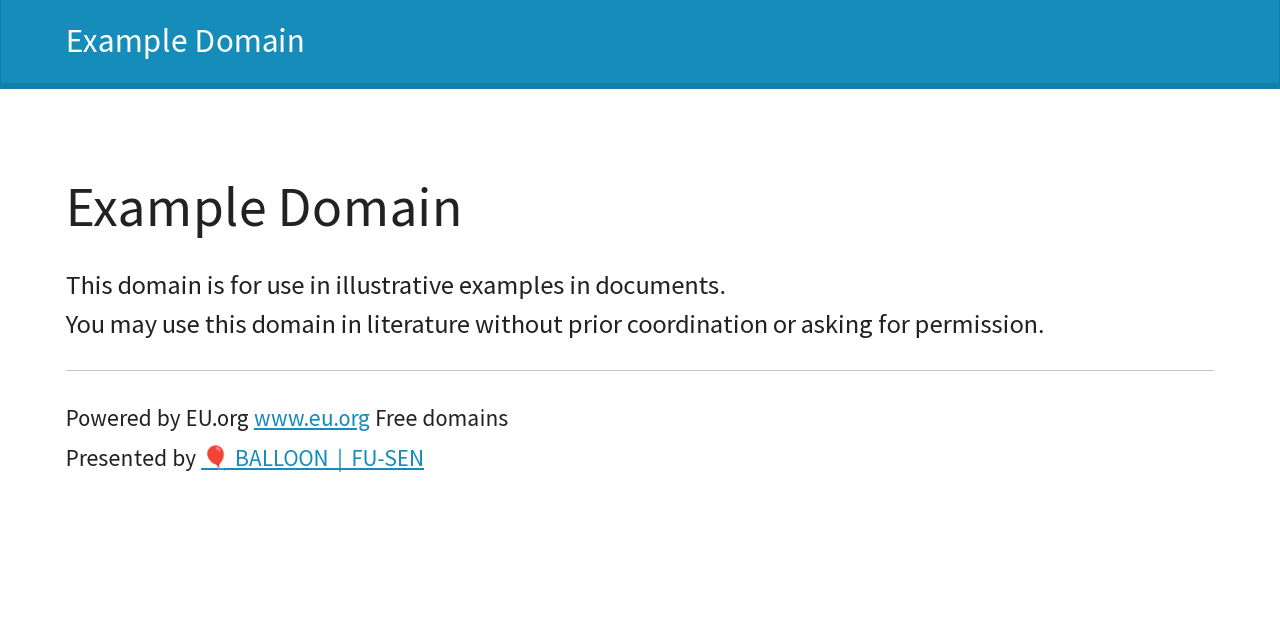 Example Domain
Example Domain
This domain is for use in illustrative examples in documents.
You may use this domain in literature without prior coordination or asking for permission.
Powered by EU.org www.eu.org Free domains
Presented by 🎈 BALLOON｜FU-SEN